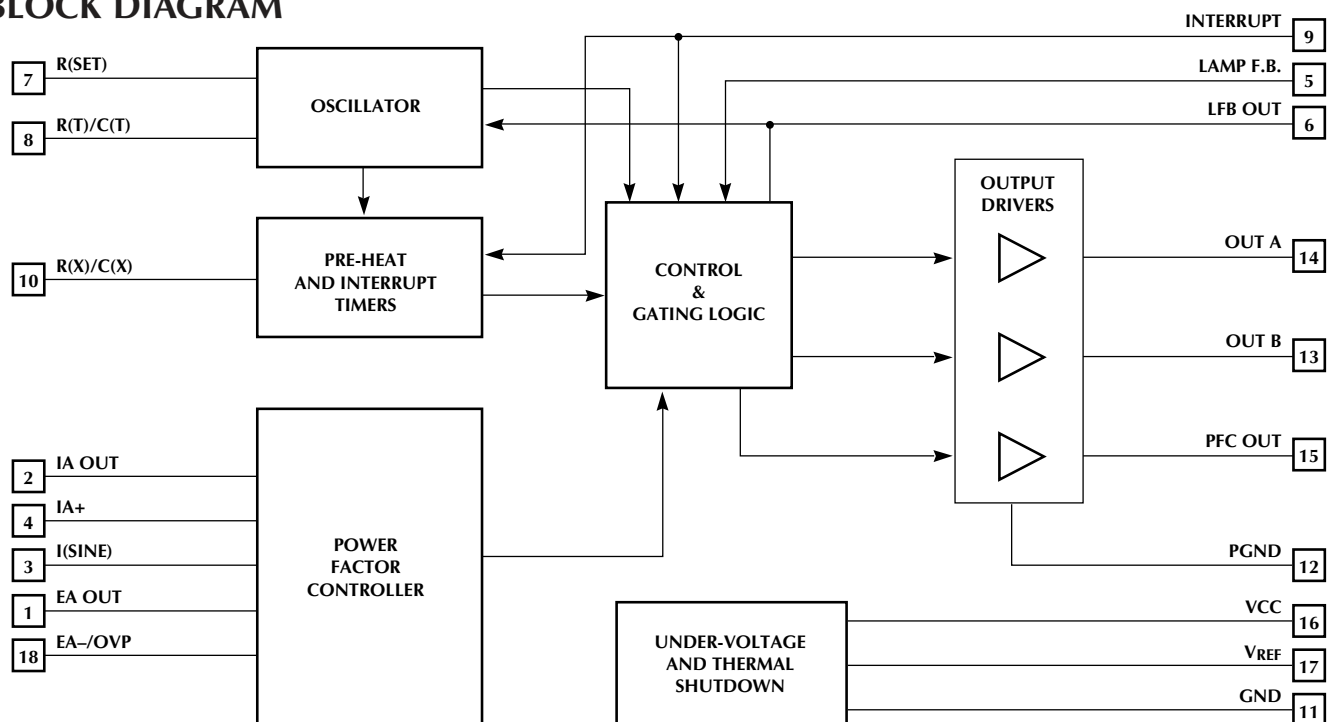 BLOCK DIAGRAM
7 R(SET)
8 R(T)/C(T)
10 R(X)/C(X)
2 IA OUT
4 IA+
3 I(SINE)
1 EA OUT
18 EA–/OVP
OSCILLATOR
PRE-HEAT
AND INTERRUPT
TIMERS
POWER
FACTOR
CONTROLLER
CONTROL
&
GATING LOGIC
UNDER-VOLTAGE
AND THERMAL
SHUTDOWN
OUTPUT
DRIVERS
INTERRUPT 9
LAMP F.B. 5
LFB OUT 6
OUT A 14
OUT B 13
PFC OUT 15
PGND 12
VCC 16
VREF 17
GND 11